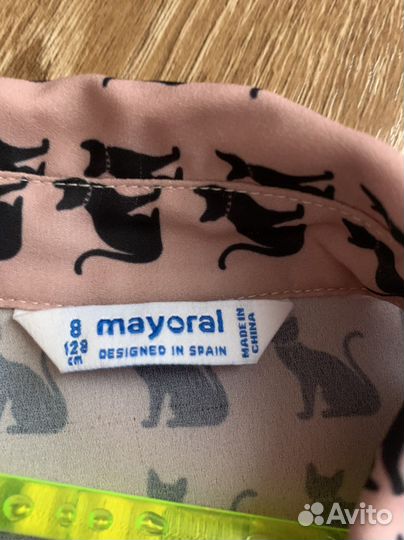 8
128
CM
mayoral
DESIGNED IN SPAIN
MADE IN
CHINA
Avito